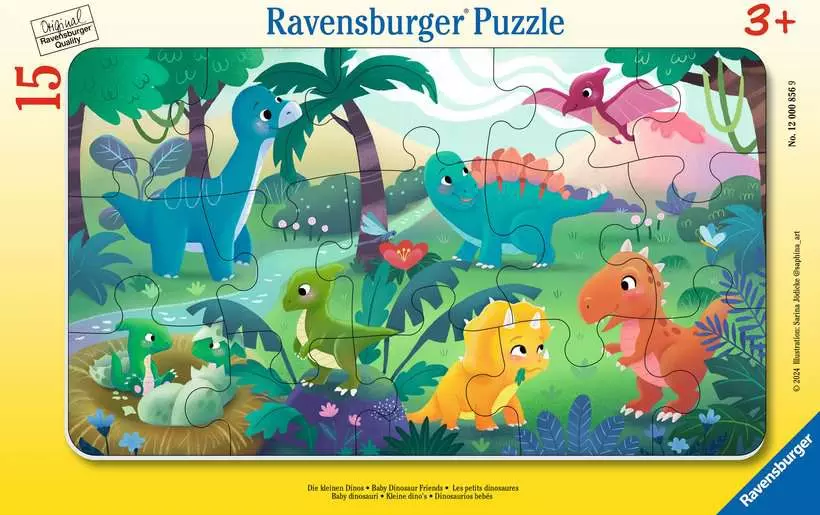 Original
Ravensburger
Quality
Ravensburger® Puzzle
3+
15
No. 12 000 856 9
© 2024 Illustration: Sarina Jödicke @saphina_art
Die kleinen Dinos • Baby Dinosaur Friends • Les petits dinosaures
Baby dinosauri • Kleine dino's • Dinosaurios bebés
Ravensburger